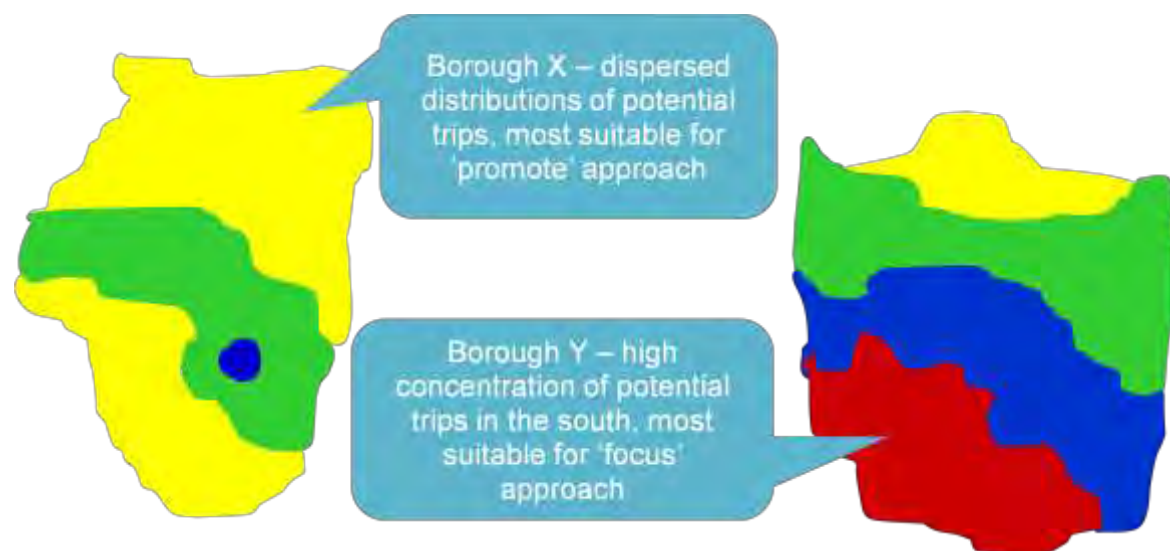 Borough X – dispersed
distributions of potential
trips, most suitable for
'promote' approach
Borough Y – high
concentration of potential
trips in the south, most
suitable for 'focus'
approach